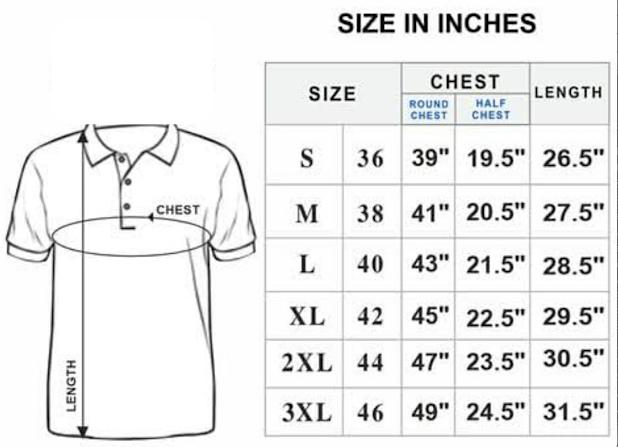 SIZE IN INCHES
SIZE CHEST LENGTH
ROUND CHEST HALF CHEST
S 36 39" 19.5" 26.5"
M 38 41" 20.5" 27.5"
L 40 43" 21.5" 28.5"
XL 42 45" 22.5" 29.5"
2XL 44 47" 23.5" 30.5"
3XL 46 49" 24.5" 31.5"
CHEST
LENGTH